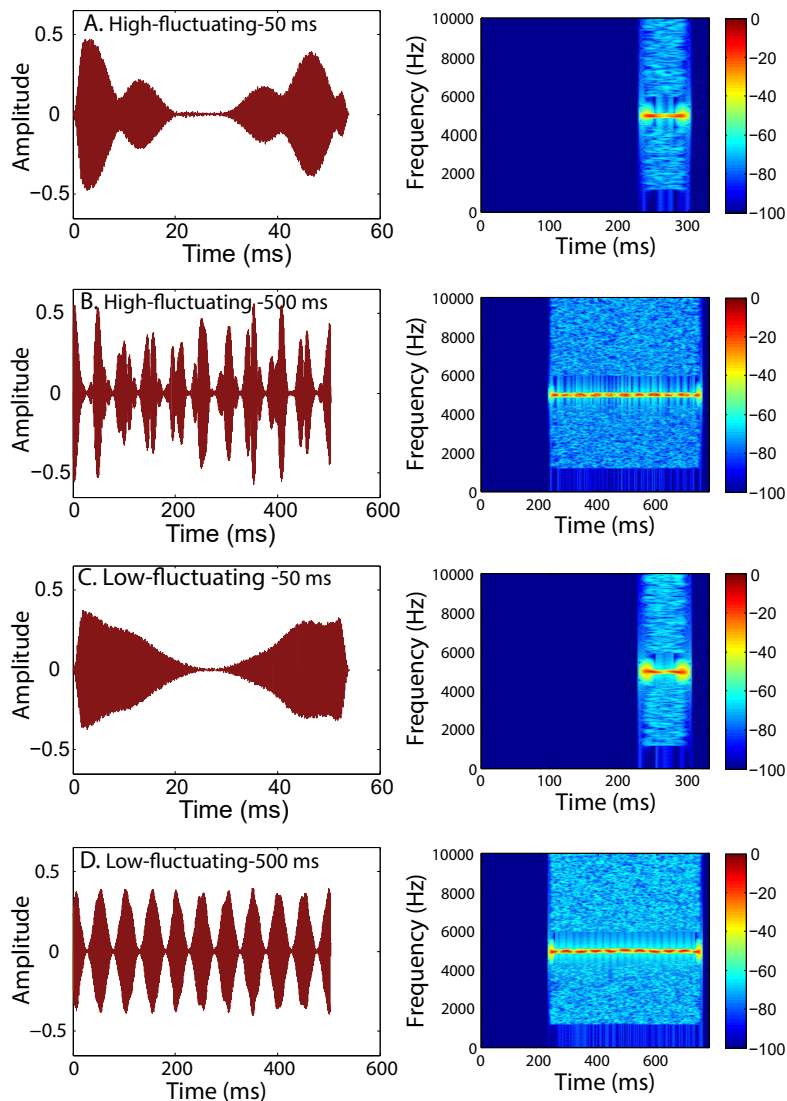 A. High-fluctuating-50 ms
0.5
0
−0.5
Amplitude
0 20 40 60
Time (ms)
10000
8000
6000
4000
2000
0
Frequency (Hz)
0 100 200 300
Time (ms)
0
−20
−40
−60
−80
−100
B. High-fluctuating-500 ms
0.5
0
−0.5
Amplitude
0 200 400 600
Time (ms)
10000
8000
6000
4000
2000
0
Frequency (Hz)
0 200 400 600
Time (ms)
0
−20
−40
−60
−80
−100
C. Low-fluctuating -50 ms
0.5
0
−0.5
Amplitude
0 20 40 60
Time (ms)
10000
8000
6000
4000
2000
0
Frequency (Hz)
0 100 200 300
Time (ms)
0
−20
−40
−60
−80
−100
D. Low-fluctuating-500 ms
0.5
0
−0.5
Amplitude
0 200 400 600
Time (ms)
10000
8000
6000
4000
2000
0
Frequency (Hz)
0 200 400 600
Time (ms)
0
−20
−40
−60
−80
−100